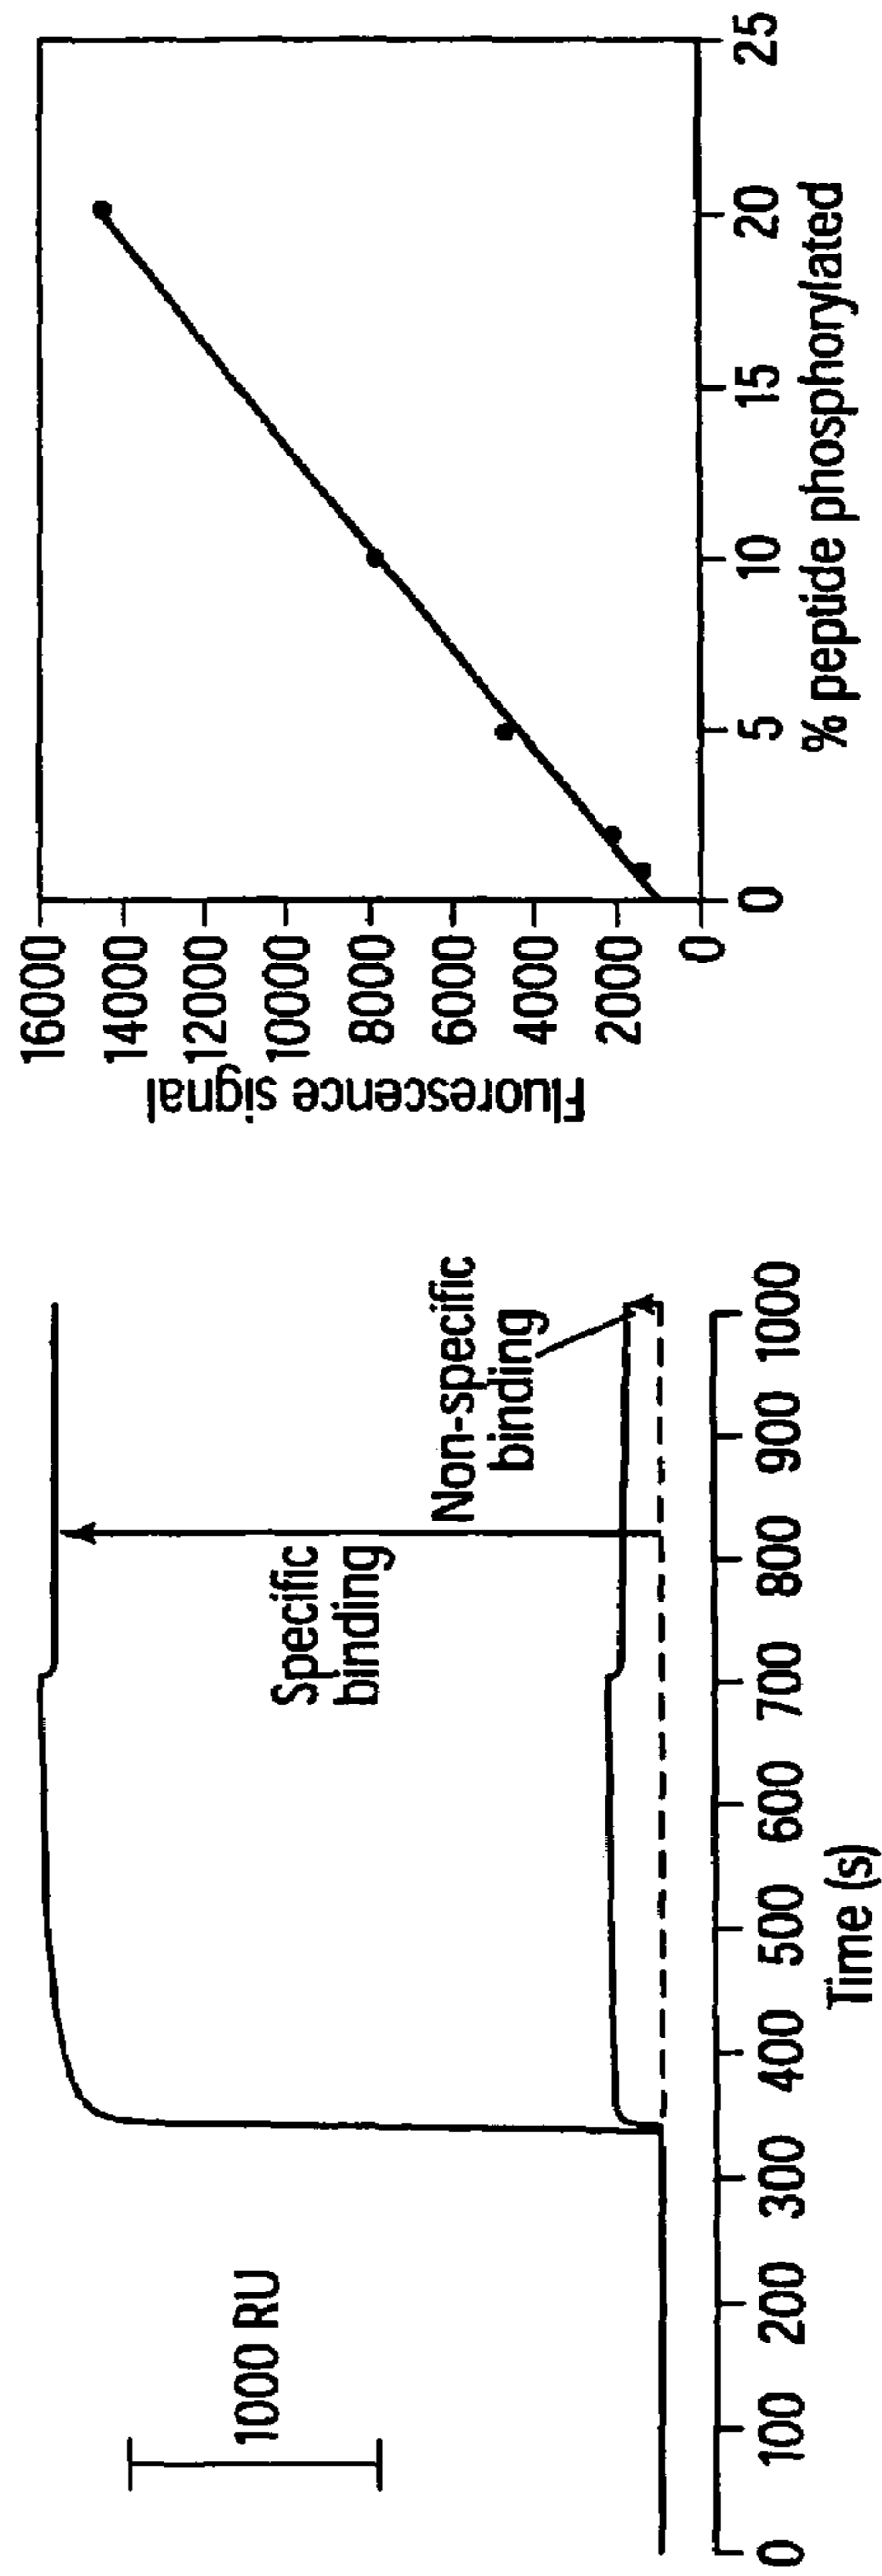 1000 RU
Specific
binding
Non-specific
binding
0 100 200 300 400 500 600 700 800 900 1000
Time (s)
Fluorescence signal
16000
14000
12000
10000
8000
6000
4000
2000
0
0 5 10 15 20 25
% peptide phosphorylated